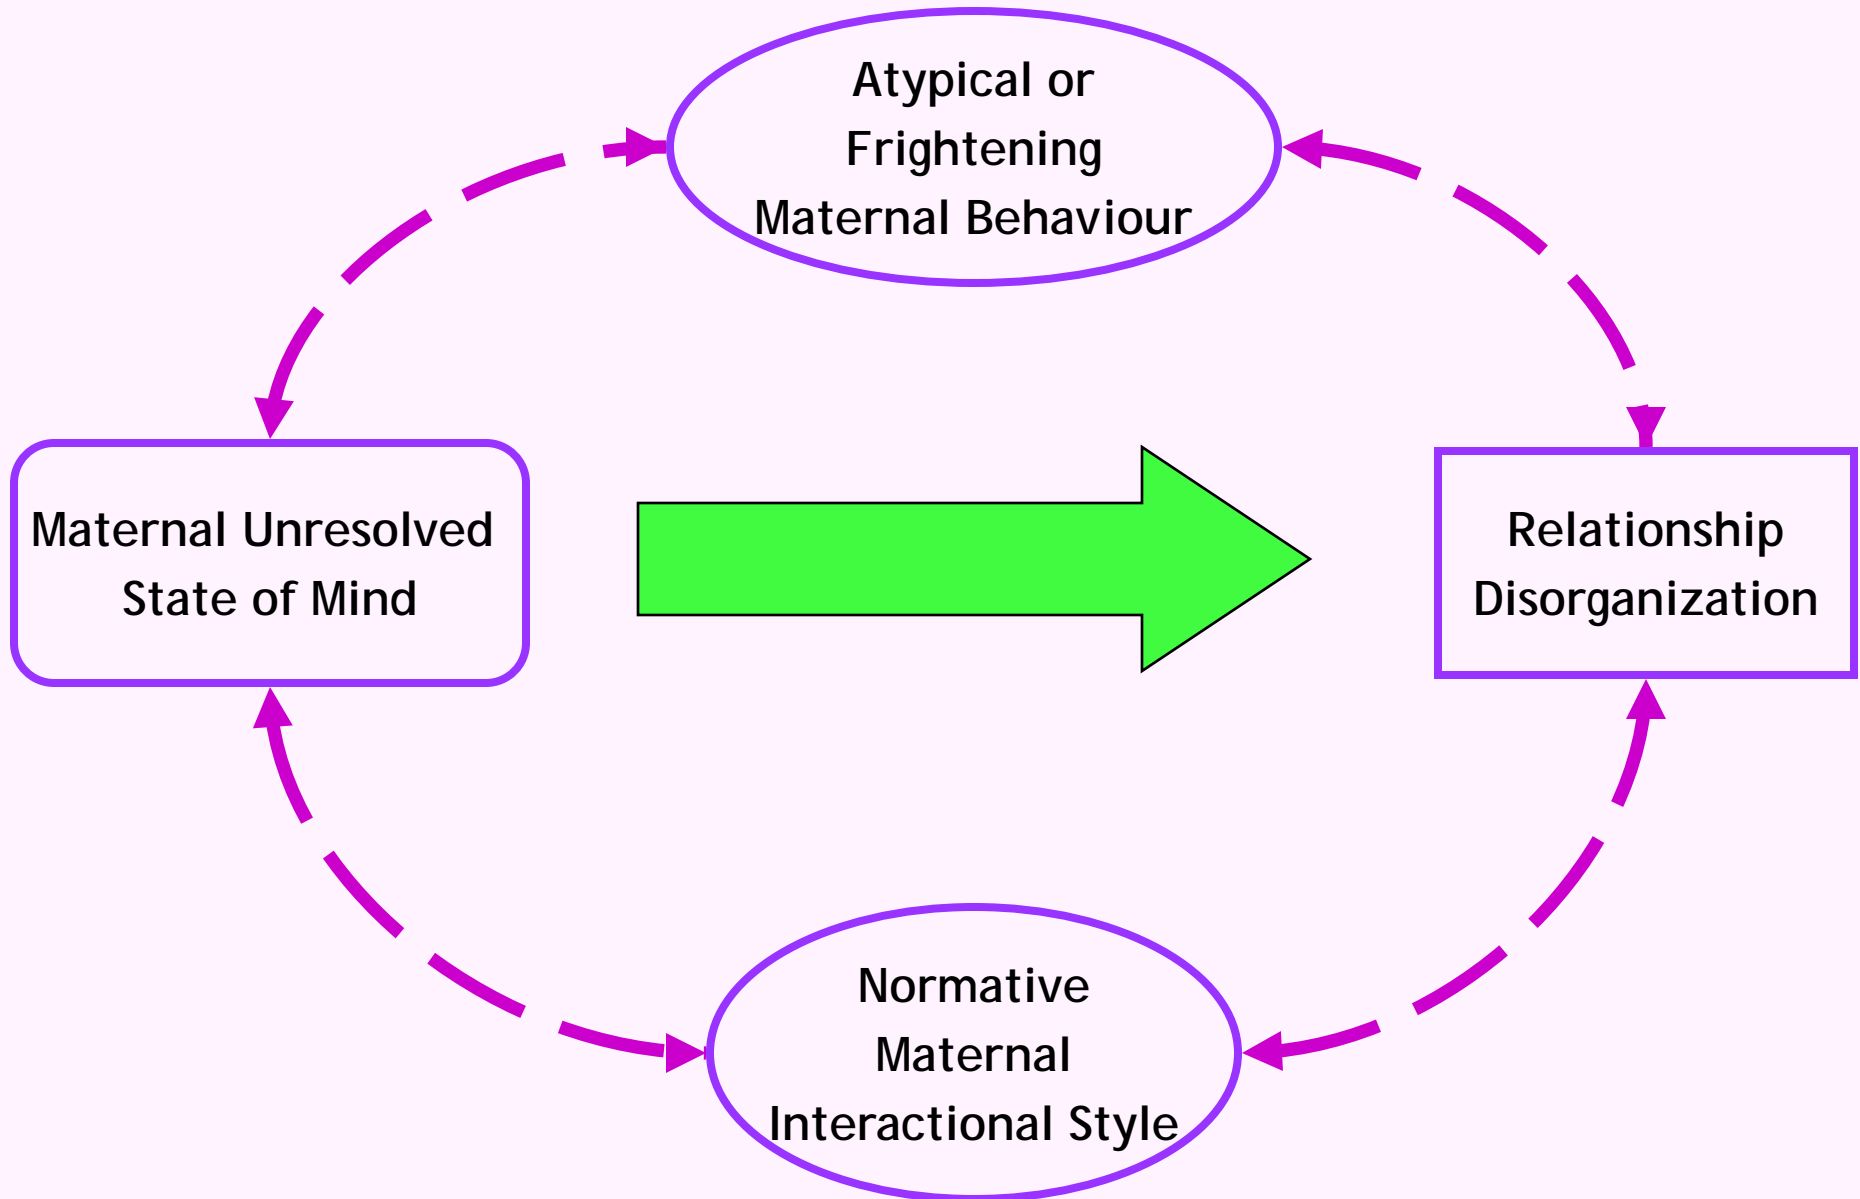 Atypical or
Frightening
Maternal Behaviour
Maternal Unresolved
State of Mind
Relationship
Disorganization
Normative
Maternal
Interactional Style